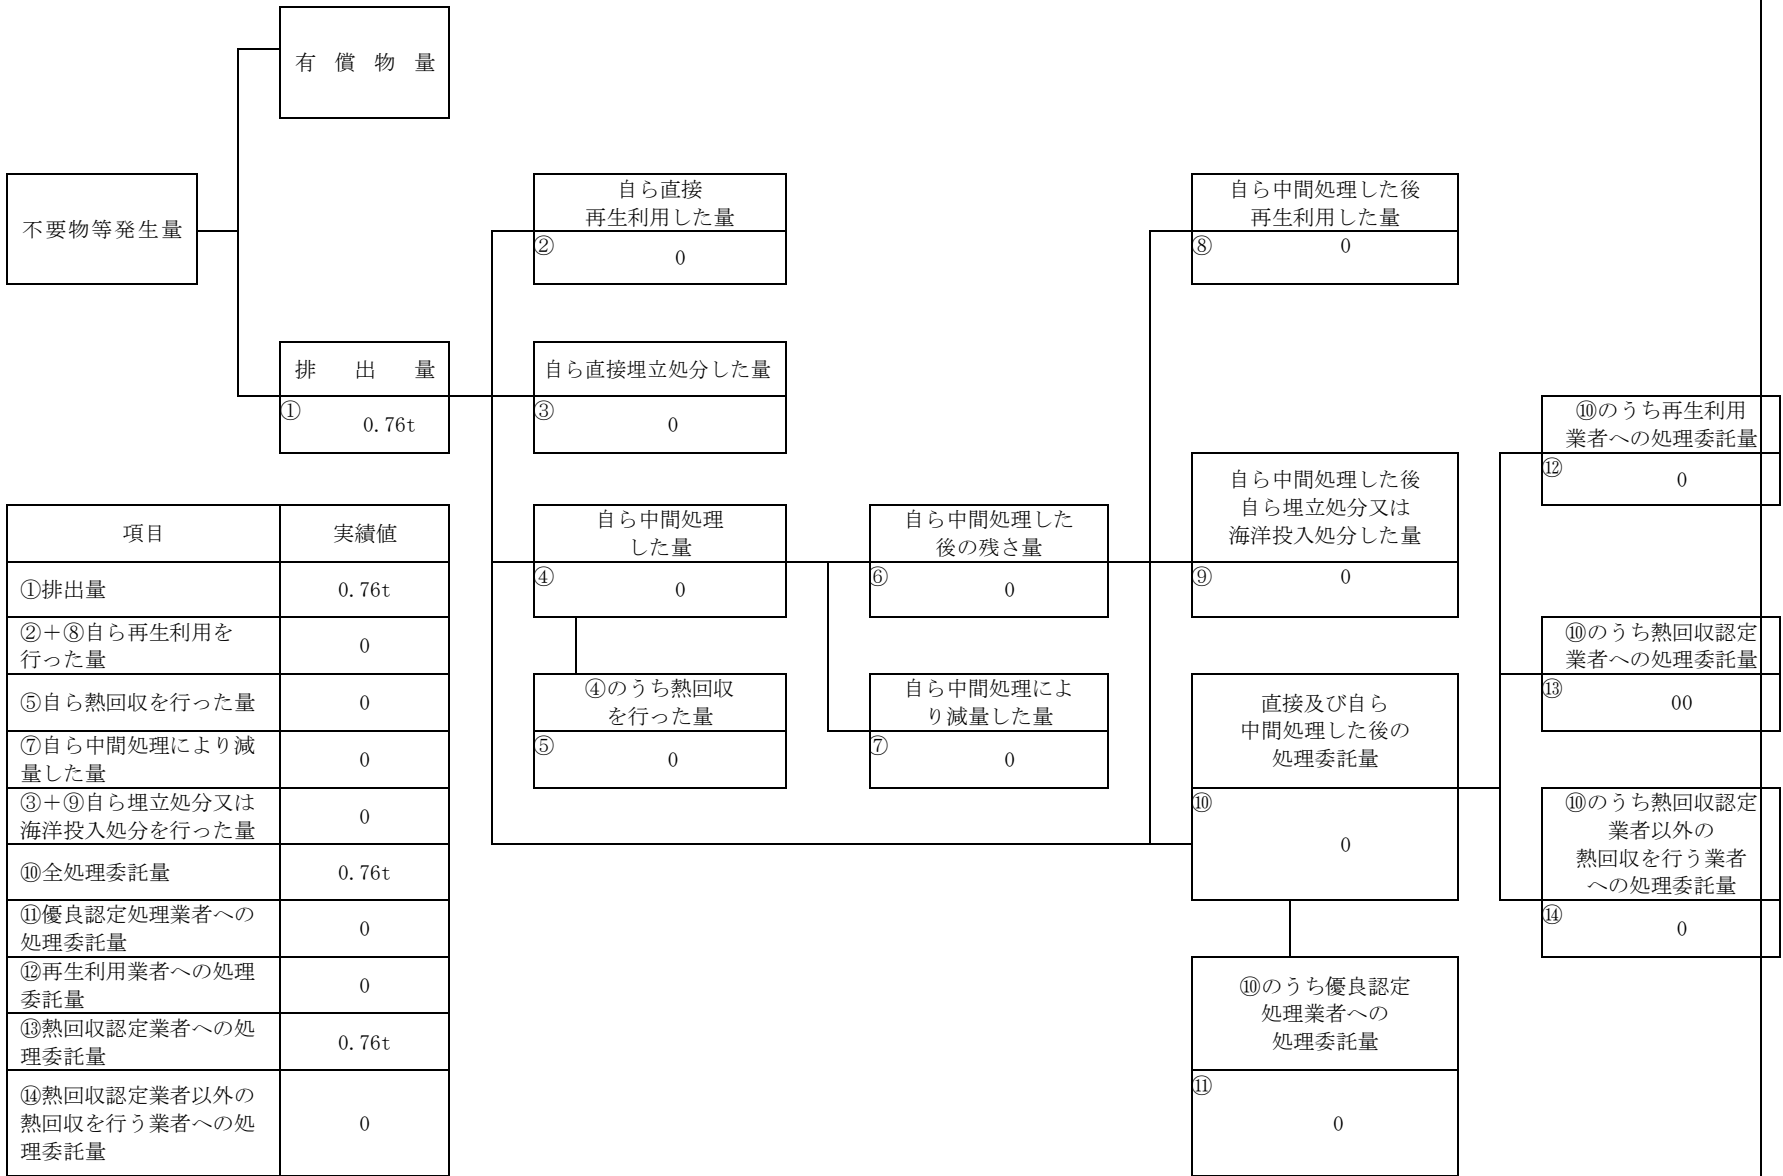 有償物量
不要物等発生量
排出量
①
0.76t
自ら直接
再生利用した量
②
0
自ら直接埋立処分した量
③
0
自ら中間処理
した量
④
0
④のうち熱回収
を行った量
⑤
0
自ら中間処理した
後の残さ量
⑥
0
自ら中間処理によ
り減量した量
⑦
0
自ら中間処理した後
再生利用した量
⑧
0
自ら中間処理した後
自ら埋立処分又は
海洋投入処分した量
⑨
0
直接及び自ら
中間処理した後の
処理委託量
⑩
0
⑩のうち優良認定
処理業者への
処理委託量
⑪
0
⑩のうち再生利用
業者への処理委託量
⑫
0
⑩のうち熱回収認定
業者への処理委託量
⑬
00
⑩のうち熱回収認定
業者以外の
熱回収を行う業者
への処理委託量
⑭
0
項目 実績値
①排出量 0.76t
②＋⑧自ら再生利用を
行った量 0
⑤自ら熱回収を行った量 0
⑦自ら中間処理により減
量した量 0
③＋⑨自ら埋立処分又は
海洋投入処分を行った量 0
⑩全処理委託量 0.76t
⑪優良認定処理業者への
処理委託量 0
⑫再生利用業者への処理
委託量 0
⑬熱回収認定業者への処
理委託量 0.76t
⑭熱回収認定業者以外の
熱回収を行う業者への処
理委託量 0